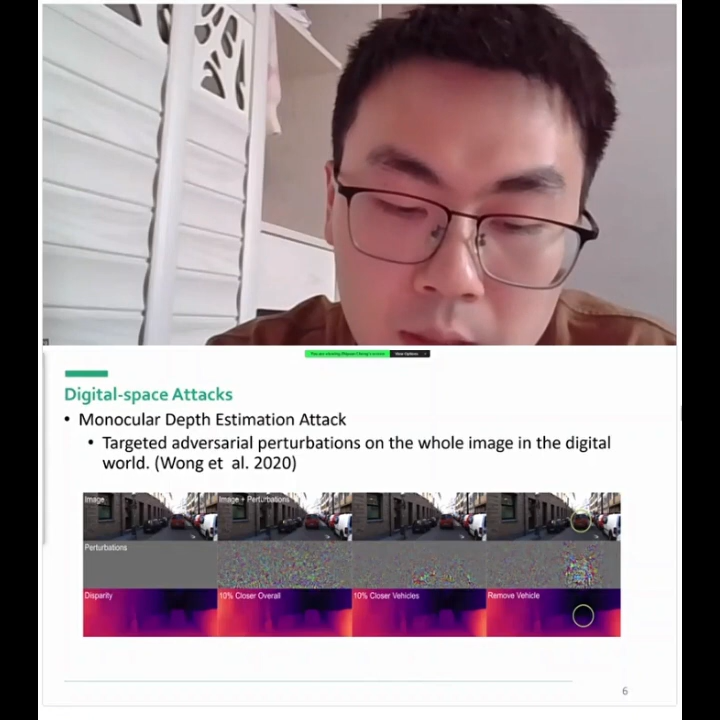 Digital-space Attacks
• Monocular Depth Estimation Attack
• Targeted adversarial perturbations on the whole image in the digital
world. (Wong et al. 2020)
Image
Image + Perturbations
Perturbations
Disparity
10% Closer Overall
10% Closer Vehicles
Remove Vehicle
6